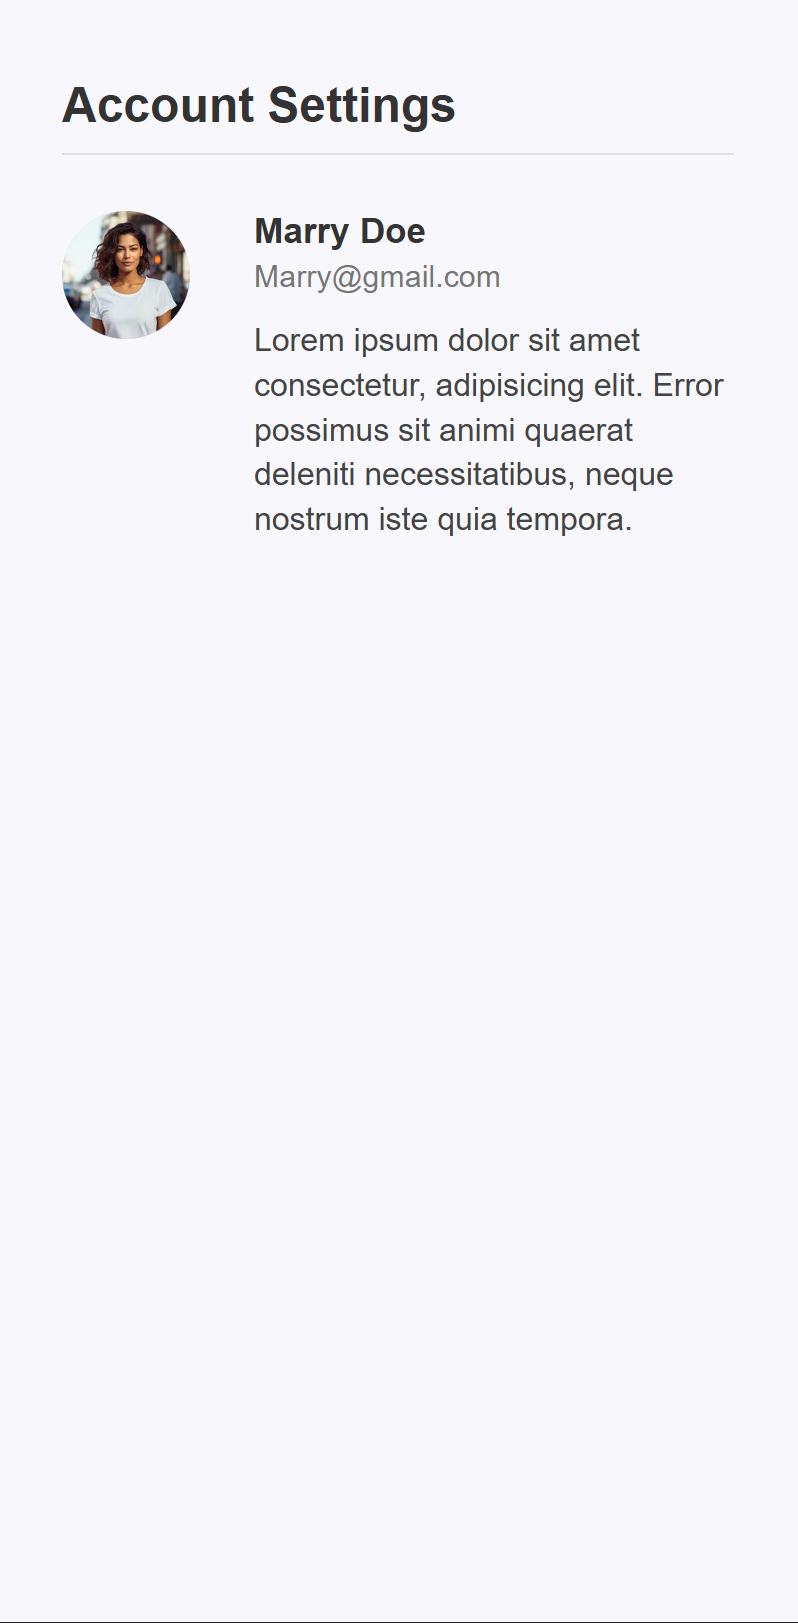 Account Settings
Marry Doe
Marry@gmail.com
Lorem ipsum dolor sit amet
consectetur, adipisicing elit. Error
possimus sit animi quaerat
deleniti necessitatibus, neque
nostrum iste quia tempora.